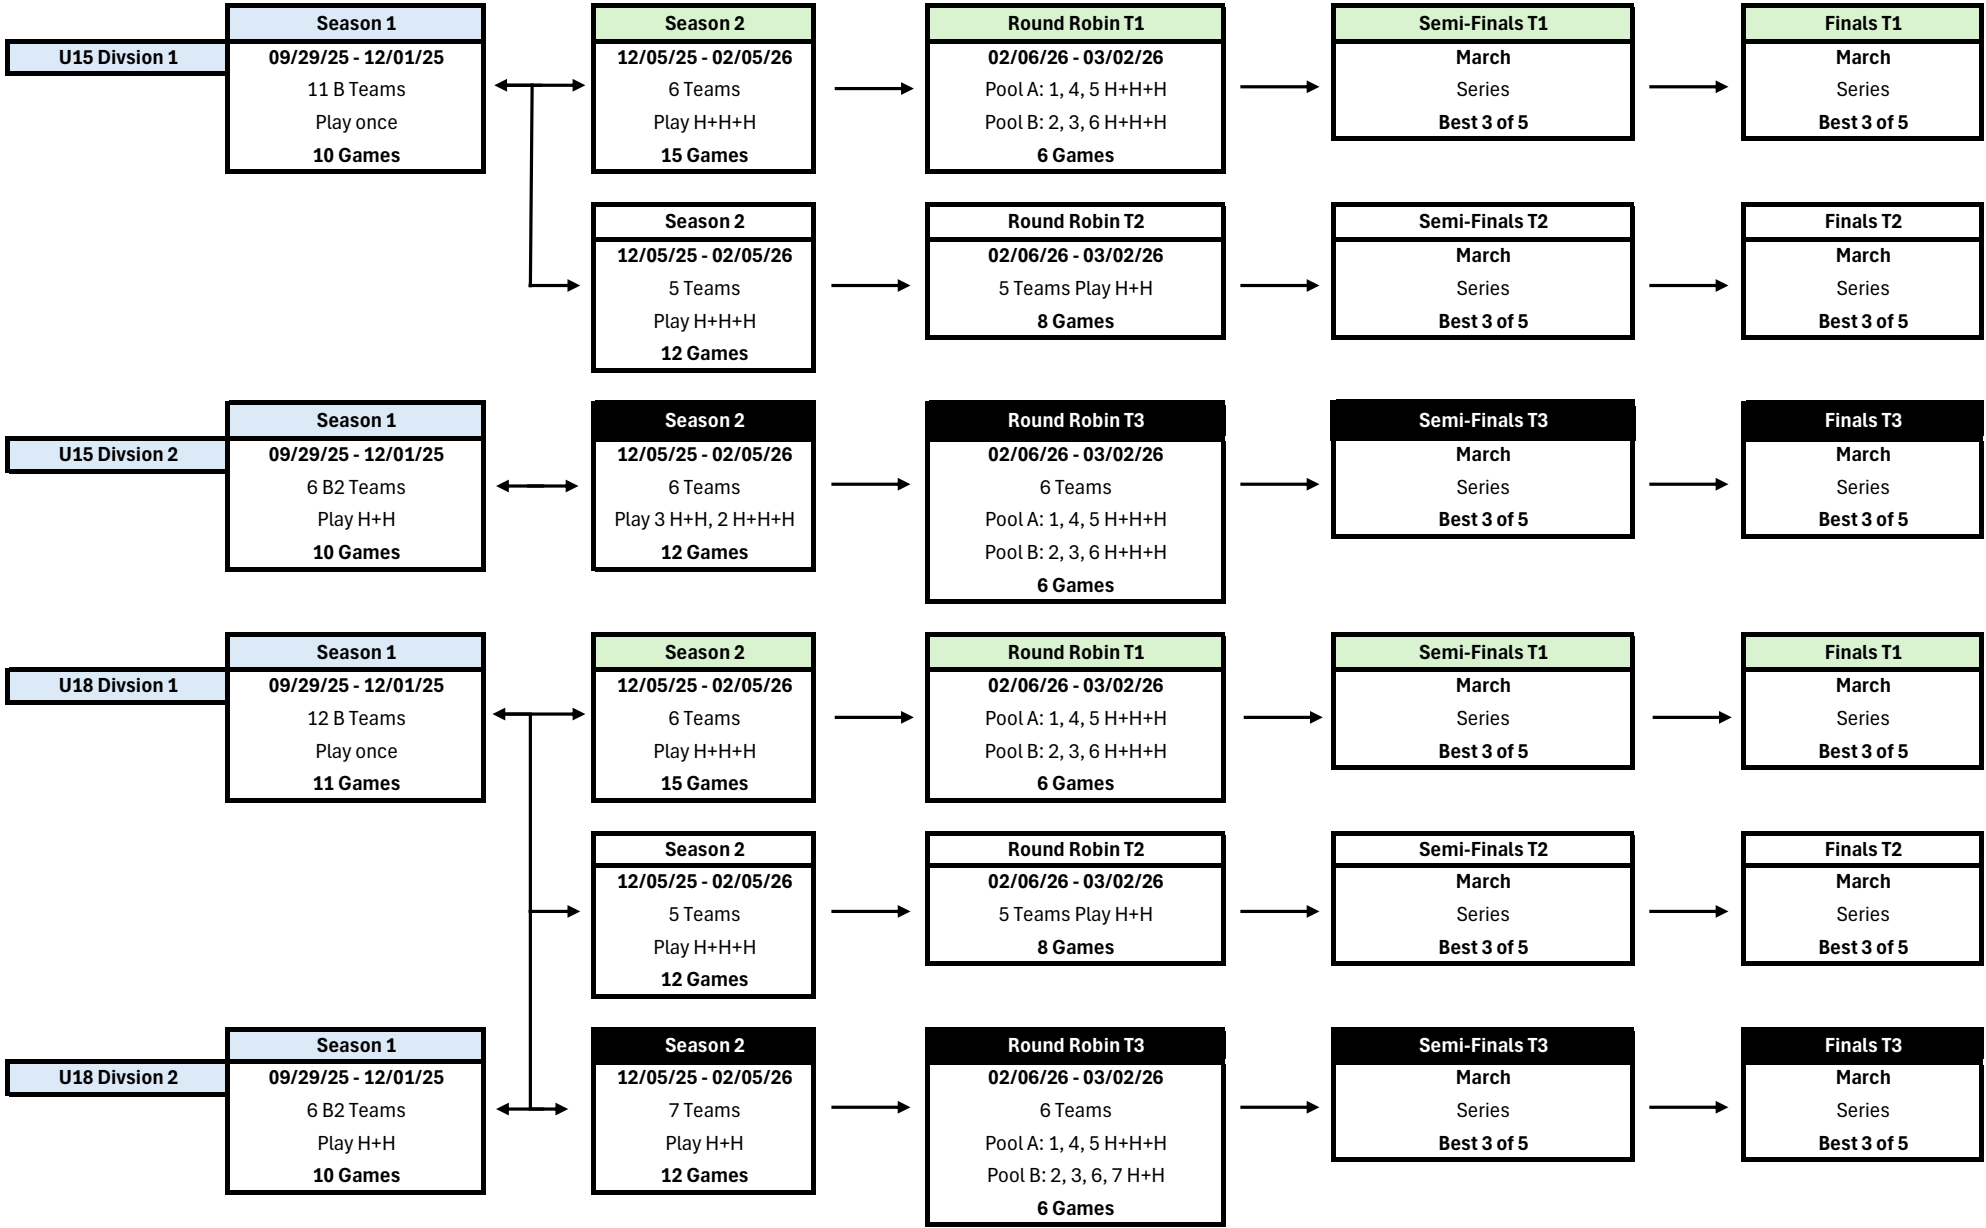 U15 Divsion 1
Season 1
09/29/25 - 12/01/25
11 B Teams
Play once
10 Games
Season 2
12/05/25 - 02/05/26
6 Teams
Play H+H+H
15 Games
Round Robin T1
02/06/26 - 03/02/26
Pool A: 1, 4, 5 H+H+H
Pool B: 2, 3, 6 H+H+H
6 Games
Semi-Finals T1
March
Series
Best 3 of 5
Finals T1
March
Series
Best 3 of 5
Season 2
12/05/25 - 02/05/26
5 Teams
Play H+H+H
12 Games
Round Robin T2
02/06/26 - 03/02/26
5 Teams Play H+H
8 Games
Semi-Finals T2
March
Series
Best 3 of 5
Finals T2
March
Series
Best 3 of 5
U15 Divsion 2
Season 1
09/29/25 - 12/01/25
6 B2 Teams
Play H+H
10 Games
Season 2
12/05/25 - 02/05/26
6 Teams
Play 3 H+H, 2 H+H+H
12 Games
Round Robin T3
02/06/26 - 03/02/26
6 Teams
Pool A: 1, 4, 5 H+H+H
Pool B: 2, 3, 6 H+H+H
6 Games
Semi-Finals T3
March
Series
Best 3 of 5
Finals T3
March
Series
Best 3 of 5
U18 Divsion 1
Season 1
09/29/25 - 12/01/25
12 B Teams
Play once
11 Games
Season 2
12/05/25 - 02/05/26
6 Teams
Play H+H+H
15 Games
Round Robin T1
02/06/26 - 03/02/26
Pool A: 1, 4, 5 H+H+H
Pool B: 2, 3, 6 H+H+H
6 Games
Semi-Finals T1
March
Series
Best 3 of 5
Finals T1
March
Series
Best 3 of 5
Season 2
12/05/25 - 02/05/26
5 Teams
Play H+H+H
12 Games
Round Robin T2
02/06/26 - 03/02/26
5 Teams Play H+H
8 Games
Semi-Finals T2
March
Series
Best 3 of 5
Finals T2
March
Series
Best 3 of 5
U18 Divsion 2
Season 1
09/29/25 - 12/01/25
6 B2 Teams
Play H+H
10 Games
Season 2
12/05/25 - 02/05/26
7 Teams
Play H+H
12 Games
Round Robin T3
02/06/26 - 03/02/26
6 Teams
Pool A: 1, 4, 5 H+H+H
Pool B: 2, 3, 6, 7 H+H
6 Games
Semi-Finals T3
March
Series
Best 3 of 5
Finals T3
March
Series
Best 3 of 5